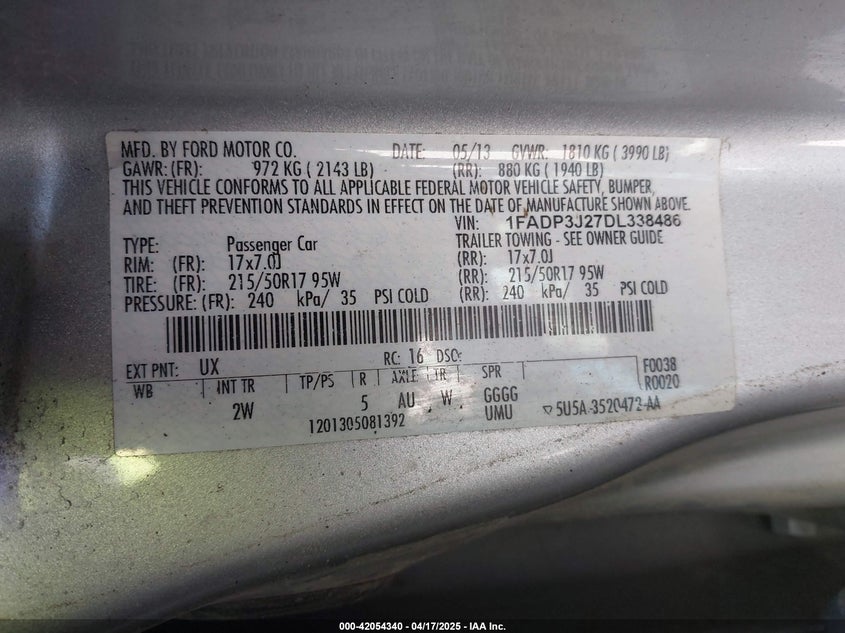 MFD. BY FORD MOTOR CO. DATE: 05/13 GVWR: 1810 KG ( 3990 LB)
GAWR: (FR): 972 KG ( 2143 LB) (RR): 880 KG ( 1940 LB)
THIS VEHICLE CONFORMS TO ALL APPLICABLE FEDERAL MOTOR VEHICLE SAFETY, BUMPER,
AND THEFT PREVENTION STANDARDS IN EFFECT ON THE DATE OF MANUFACTURE SHOWN ABOVE.
VIN: 1FADP3J27DL338486
TYPE: Passenger Car TRAILER TOWING - SEE OWNER GUIDE
RIM: (FR): 17x7.0J (RR): 17x7.0J
TIRE: (FR): 215/50R17 95W (RR): 215/50R17 95W
PRESSURE: (FR): 240 kPa/ 35 PSI COLD (RR): 240 kPa/ 35 PSI COLD
EXT PNT: UX RC: 16 DSO: F0038
WB INT TR TP/PS R AXLE TR SPR R0020
2W 5 AU W GGGG
1201305081392 UMU ▽5U5A-3520472-AA
000-42054340 - 04/17/2025 - IAA Inc.